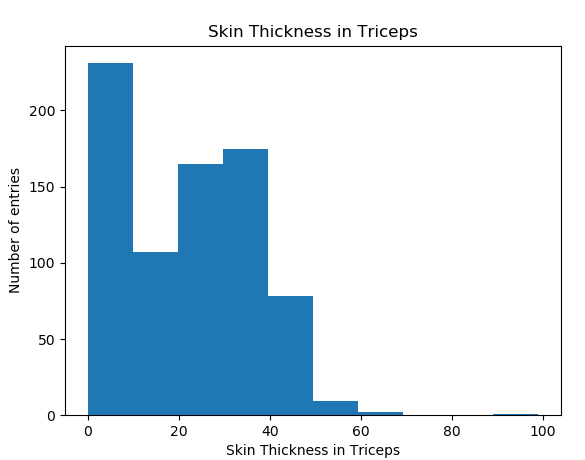 Skin Thickness in Triceps
Number of entries
200
150
100
50
0
0 20 40 60 80 100
Skin Thickness in Triceps